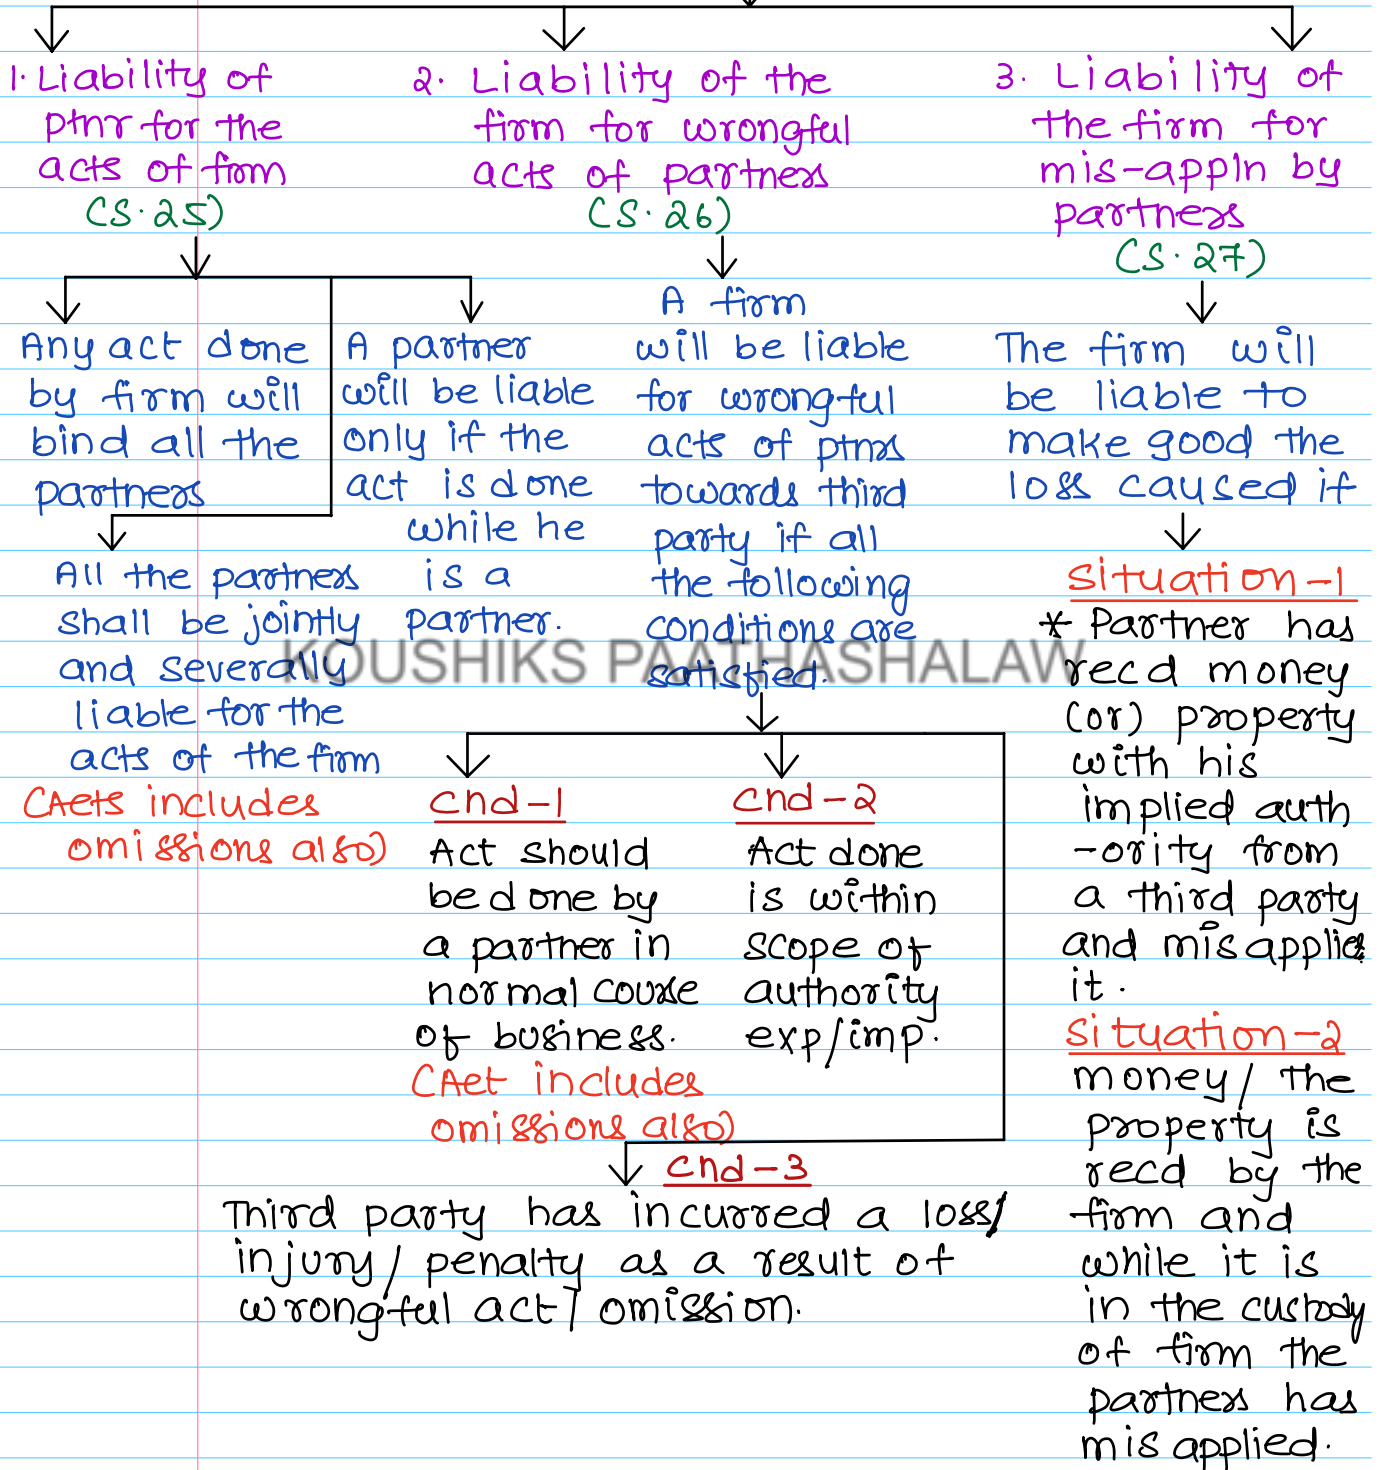 1. Liability of
ptnr for the
acts of firm
(S.25)
Any act done
by firm will
bind all the
partners
All the partners
shall be jointly
and severally
liable for the
acts of the firm
(Acts includes
omissions also)
A partner
will be liable
only if the
act is done
while he
is a
partner.
2. Liability of the
firm for wrongful
acts of partners
(S.26)
A firm
will be liable
for wrongful
acts of ptnrs
towards third
party if all
the following
conditions are
satisfied.
cnd-1
Act should
be done by
a partner in
normal course
of business.
(Act includes
omissions also)
cnd-2
Act done
is within
scope of
authority
exp/imp.
cnd-3
Third party has incurred a loss/
injury/penalty as a result of
wrongful act/omission.
3. Liability of
the firm for
mis-appln by
partners
(S.27)
The firm will
be liable to
make good the
loss caused if
Situation-1
* Partner has
recd money
(or) property
with his
implied auth
-ority from
a third party
and misapplies
it.
Situation-2
money/the
property is
recd by the
firm and
while it is
in the custody
of firm the
partners has
misapplied.
KOUSHIKS PAATHASHALAW